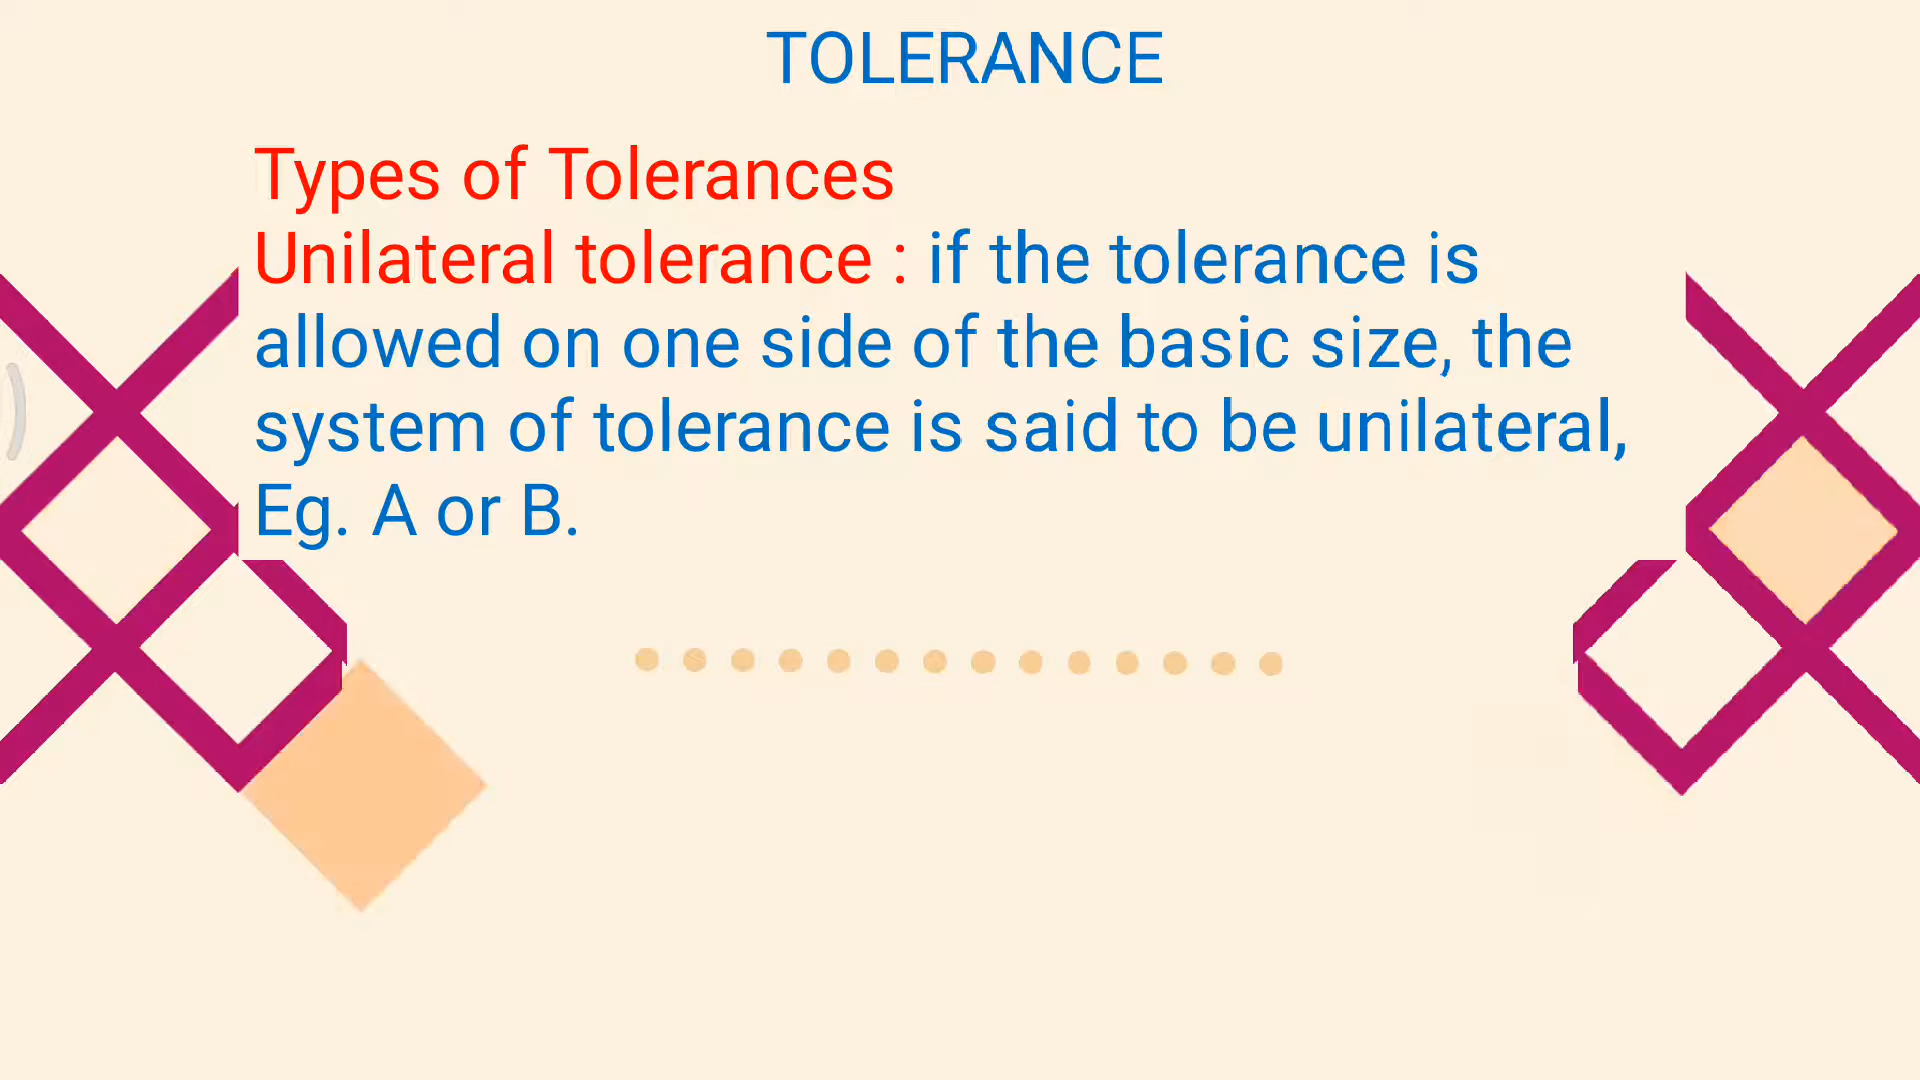 TOLERANCE
Types of Tolerances
Unilateral tolerance : if the tolerance is
allowed on one side of the basic size, the
system of tolerance is said to be unilateral,
Eg. A or B.